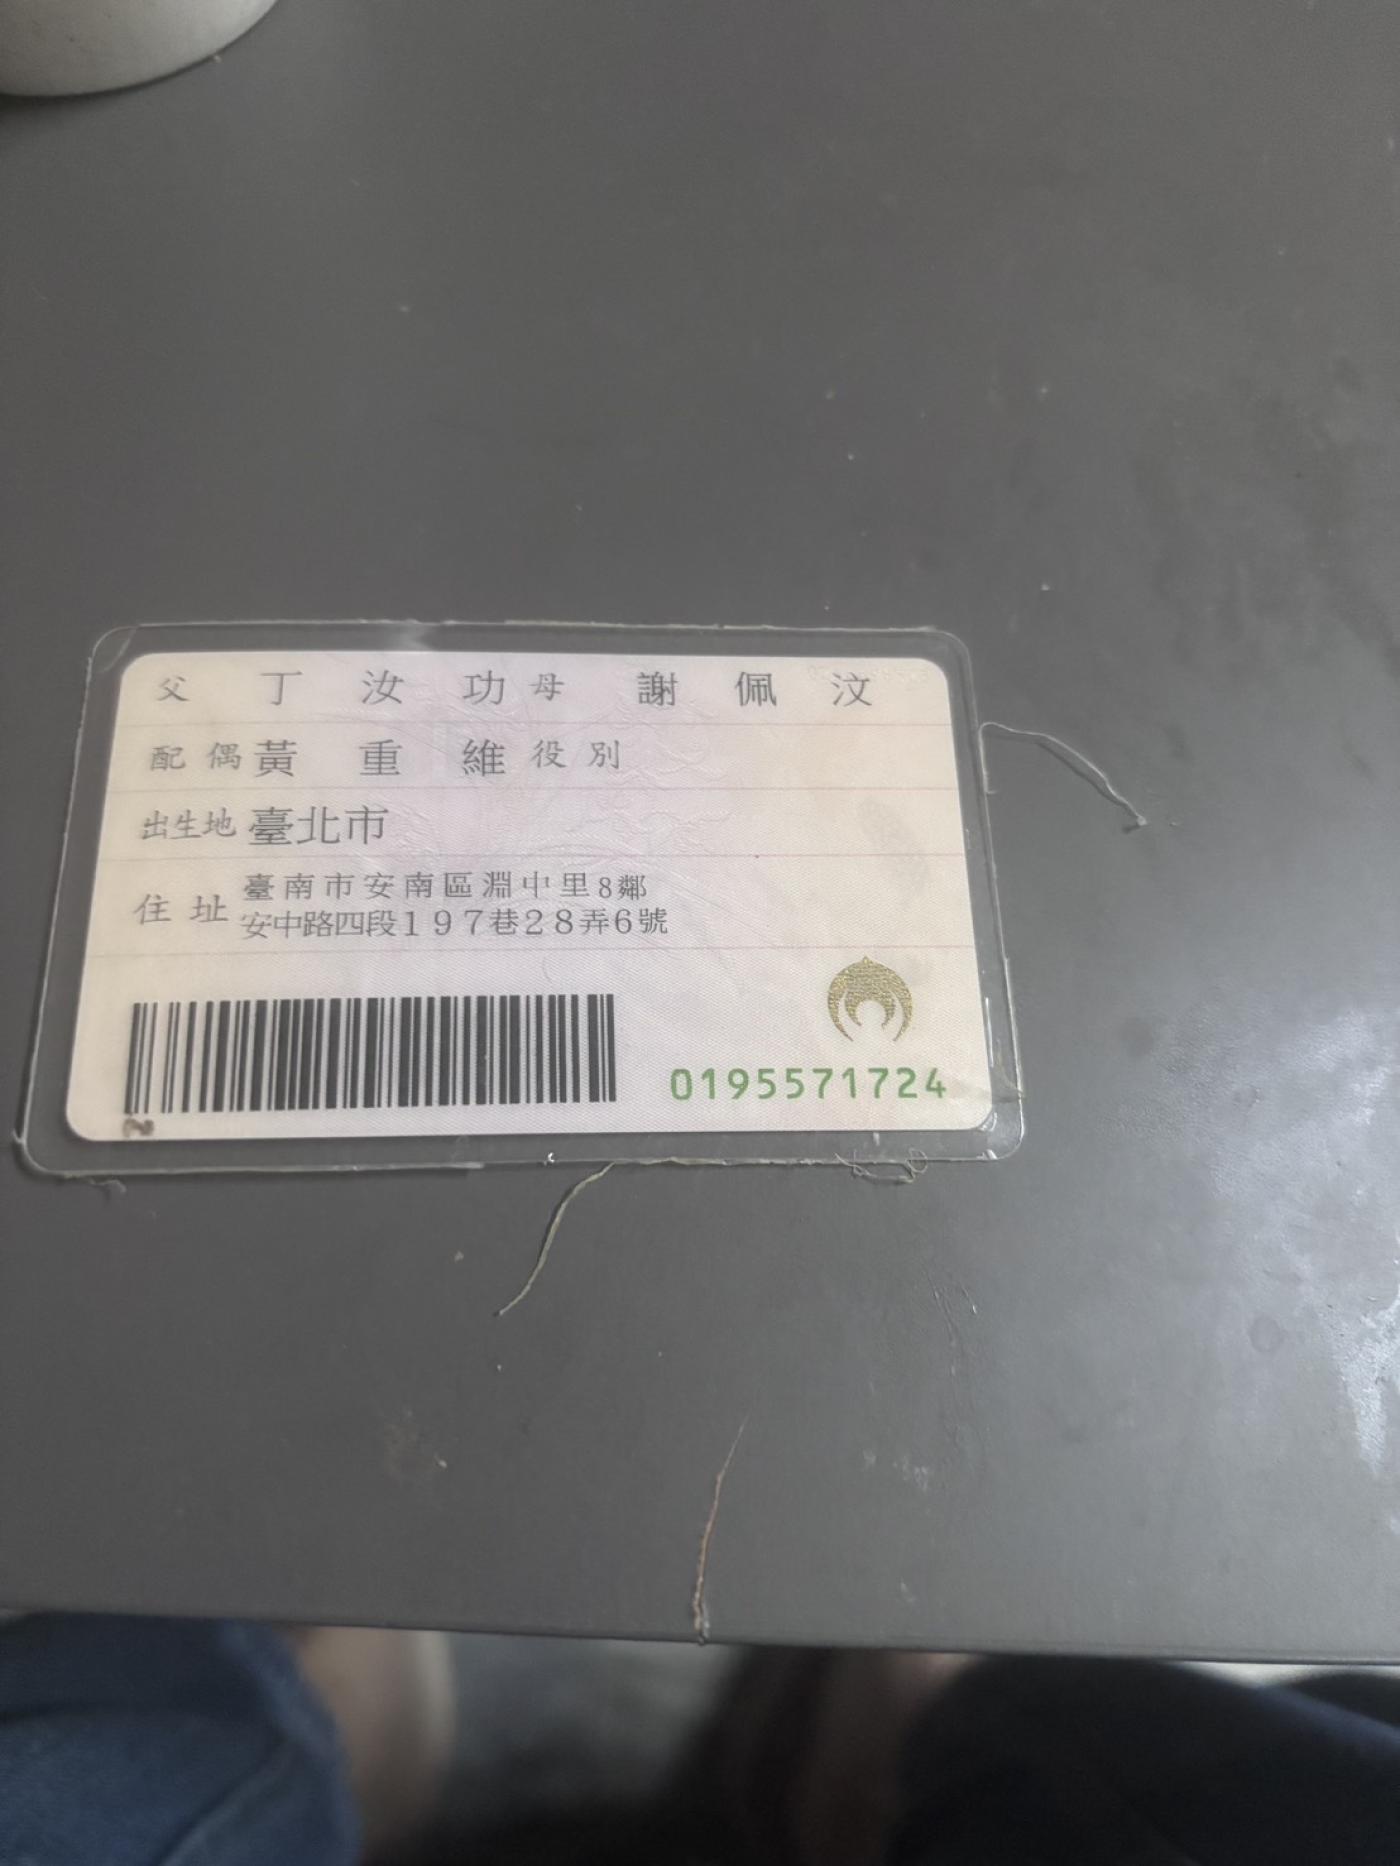 父 丁汝功 母 謝佩汶
配偶 黃重維 役別
出生地 臺北市
住址 臺南市安南區淵中里8鄰
安中路四段197巷28弄6號
0195571724